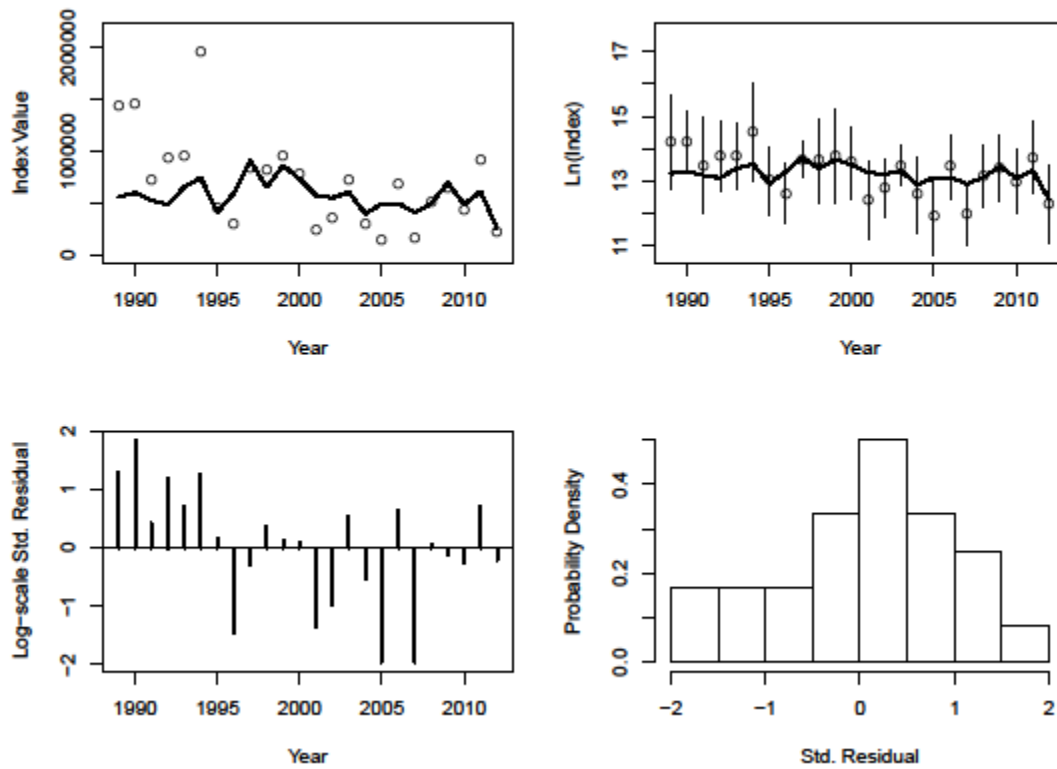 Index Value
2000000
1000000
0
1990 1995 2000 2005 2010
Year
Ln(Index)
17
15
13
11
1990 1995 2000 2005 2010
Year
Log-scale Std. Residual
2
1
0
-1
-2
1990 1995 2000 2005 2010
Year
Probability Density
0.4
0.2
0.0
-2 -1 0 1 2
Std. Residual